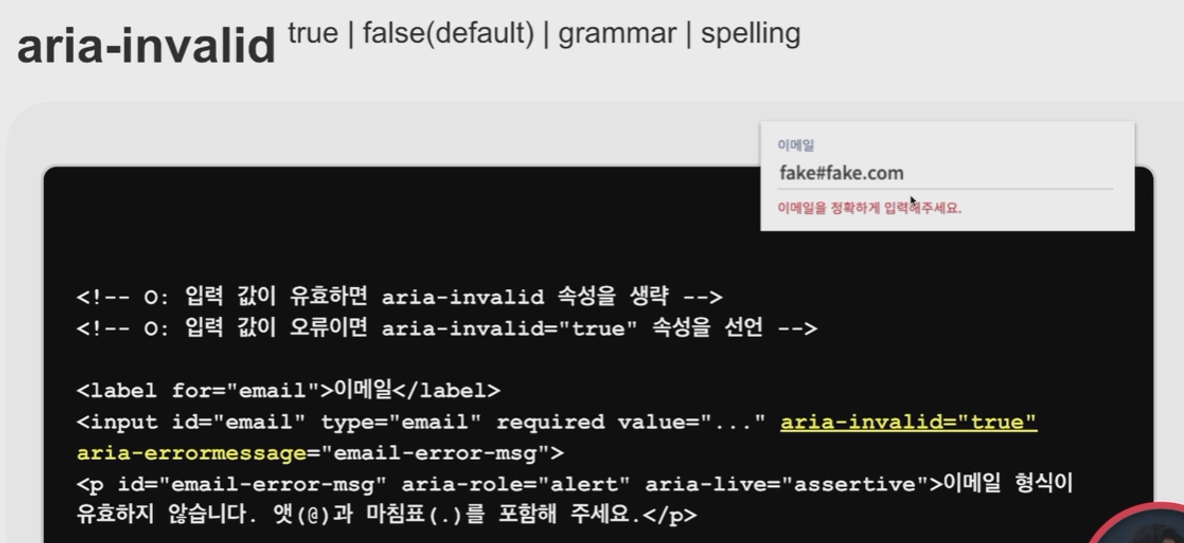 aria-invalid true | false(default) | grammar | spelling
이메일
fake#fake.com
이메일을 정확하게 입력해주세요.
<!-- O: 입력 값이 유효하면 aria-invalid 속성을 생략 -->
<!-- O: 입력 값이 오류이면 aria-invalid="true" 속성을 선언 -->
<label for="email">이메일</label>
<input id="email" type="email" required value="..." aria-invalid="true"
aria-errormessage="email-error-msg">
<p id="email-error-msg" aria-role="alert" aria-live="assertive">이메일 형식이
유효하지 않습니다. 앳(@)과 마침표(.)를 포함해 주세요.</p>